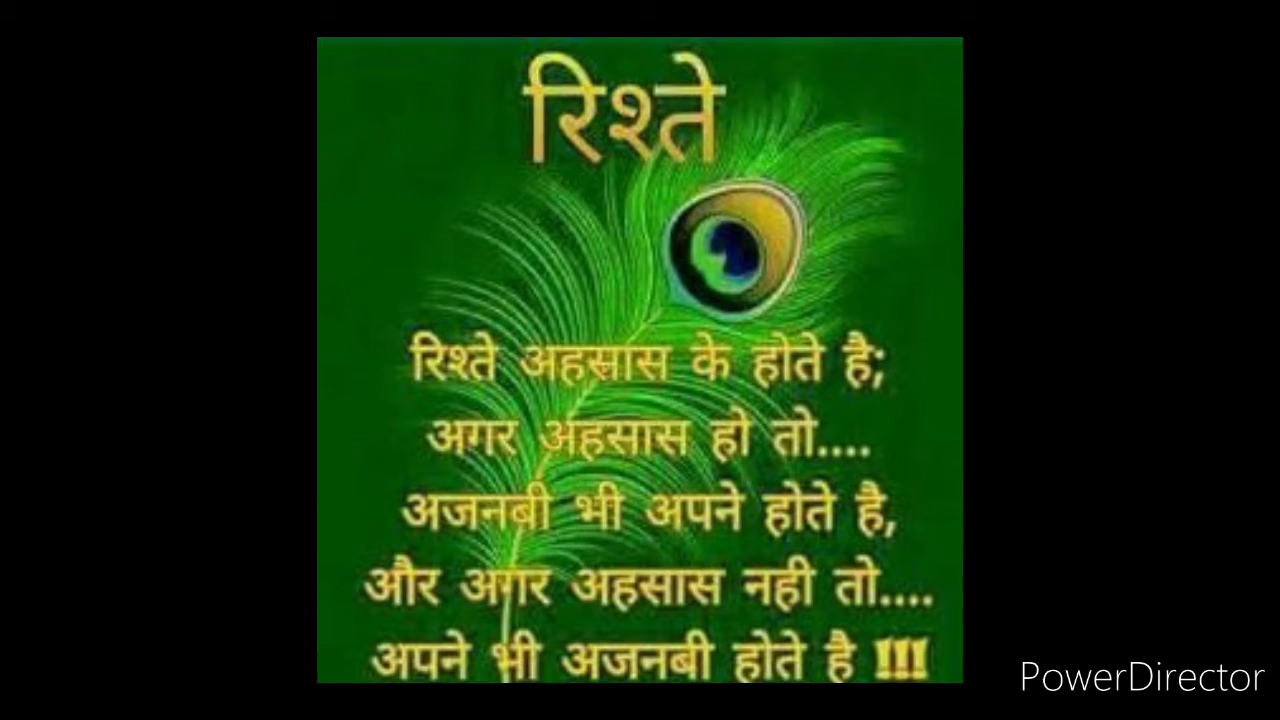 रिश्ते
रिश्ते अहसास के होते है;
अगर अहसास हो तो....
अजनबी भी अपने होते है,
और अगर अहसास नही तो....
अपने भी अजनबी होते है !!!
PowerDirector